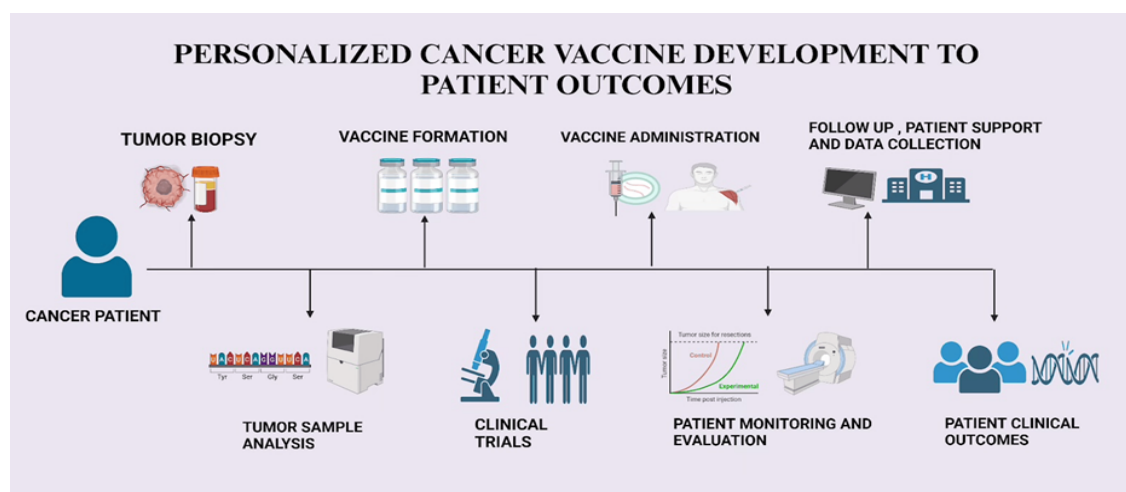 PERSONALIZED CANCER VACCINE DEVELOPMENT TO
PATIENT OUTCOMES
TUMOR BIOPSY
VACCINE FORMATION
VACCINE ADMINISTRATION
FOLLOW UP , PATIENT SUPPORT
AND DATA COLLECTION
H
CANCER PATIENT
U A C U C A G G U U C A
Tyr Ser Gly Ser
TUMOR SAMPLE
ANALYSIS
CLINICAL
TRIALS
Tumor size for resections
Control
Experimental
Tumor size
Time post injection
PATIENT MONITORING AND
EVALUATION
PATIENT CLINICAL
OUTCOMES